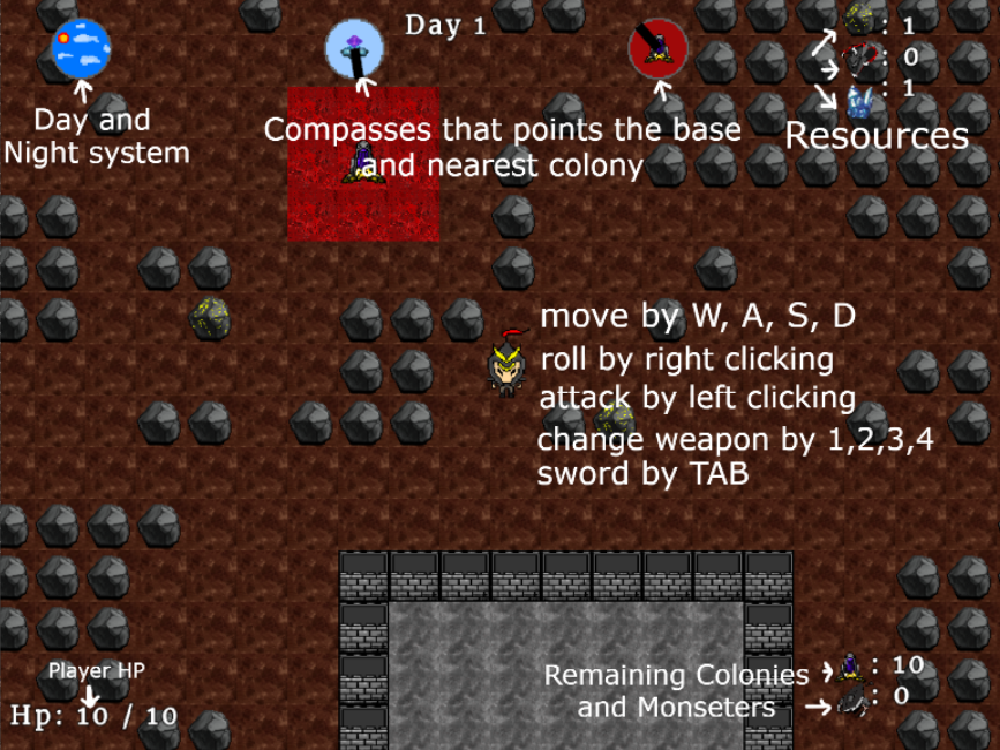 Day 1
: 1
: 0
: 1
Day and
Night system
Compasses that points the base
and nearest colony
Resources
move by W, A, S, D
roll by right clicking
attack by left clicking
change weapon by 1,2,3,4
sword by TAB
Player HP
Hp: 10 / 10
Remaining Colonies
and Monseters
: 10
: 0